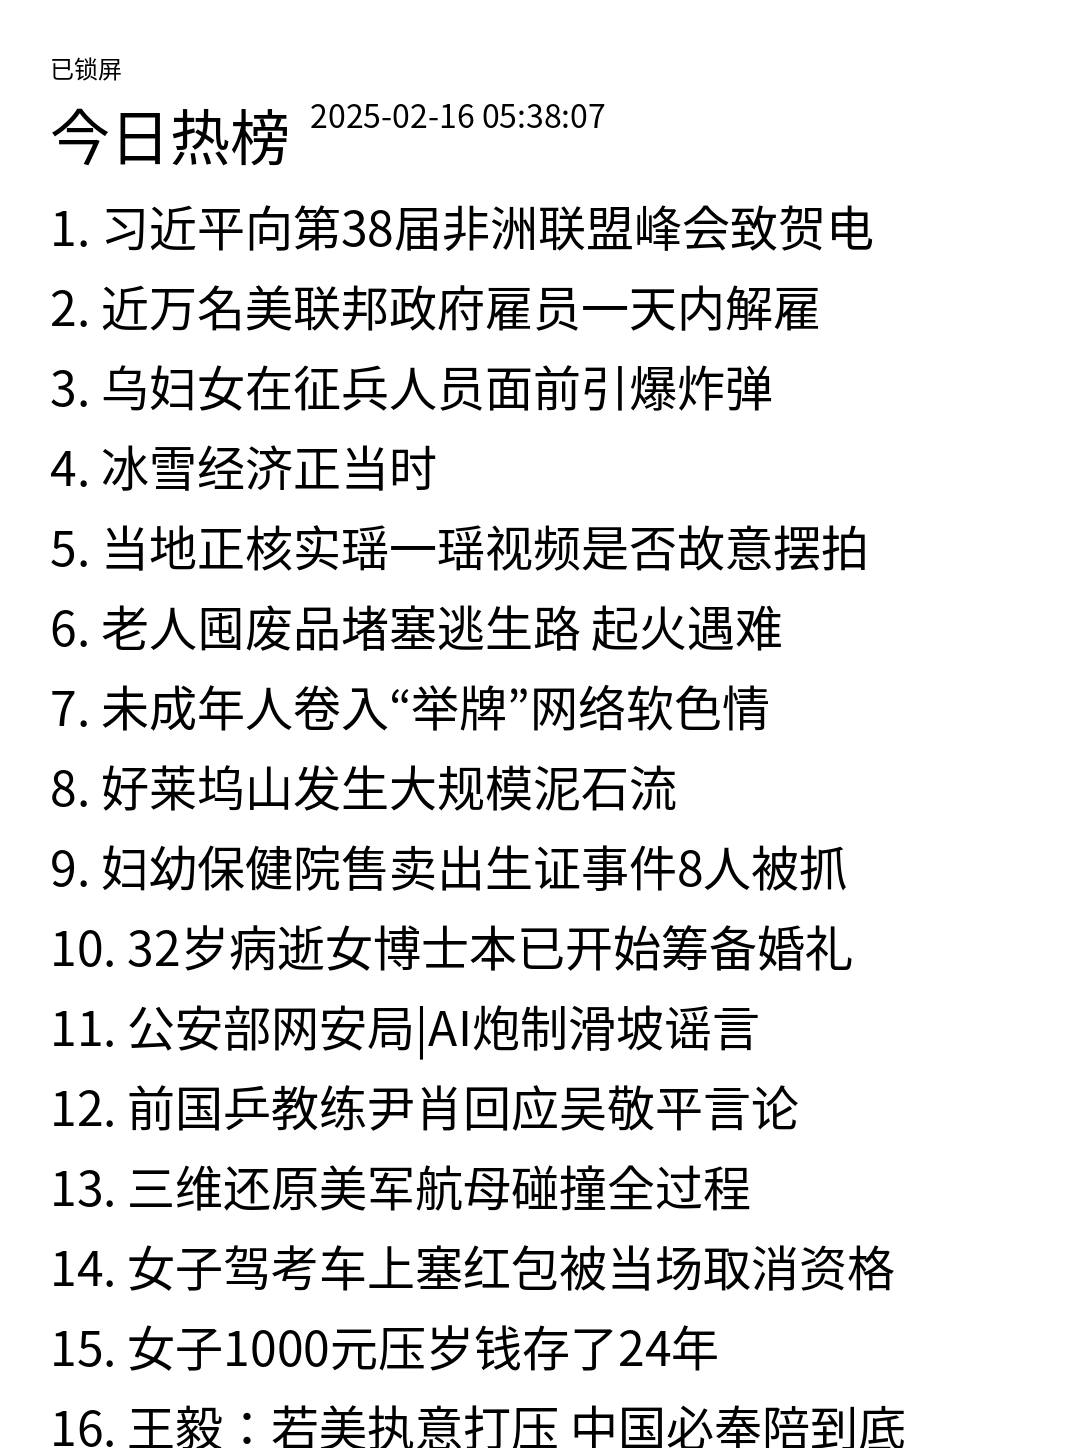 已锁屏
今日热榜 2025-02-16 05:38:07
1. 习近平向第38届非洲联盟峰会致贺电
2. 近万名美联邦政府雇员一天内解雇
3. 乌妇女在征兵人员面前引爆炸弹
4. 冰雪经济正当时
5. 当地正核实瑶一瑶视频是否故意摆拍
6. 老人囤废品堵塞逃生路 起火遇难
7. 未成年人卷入“举牌”网络软色情
8. 好莱坞山发生大规模泥石流
9. 妇幼保健院售卖出生证事件8人被抓
10. 32岁病逝女博士本已开始筹备婚礼
11. 公安部网安局|AI炮制滑坡谣言
12. 前国乒教练尹肖回应吴敬平言论
13. 三维还原美军航母碰撞全过程
14. 女子驾考车上塞红包被当场取消资格
15. 女子1000元压岁钱存了24年
16. 王毅：若美执意打压 中国必奉陪到底